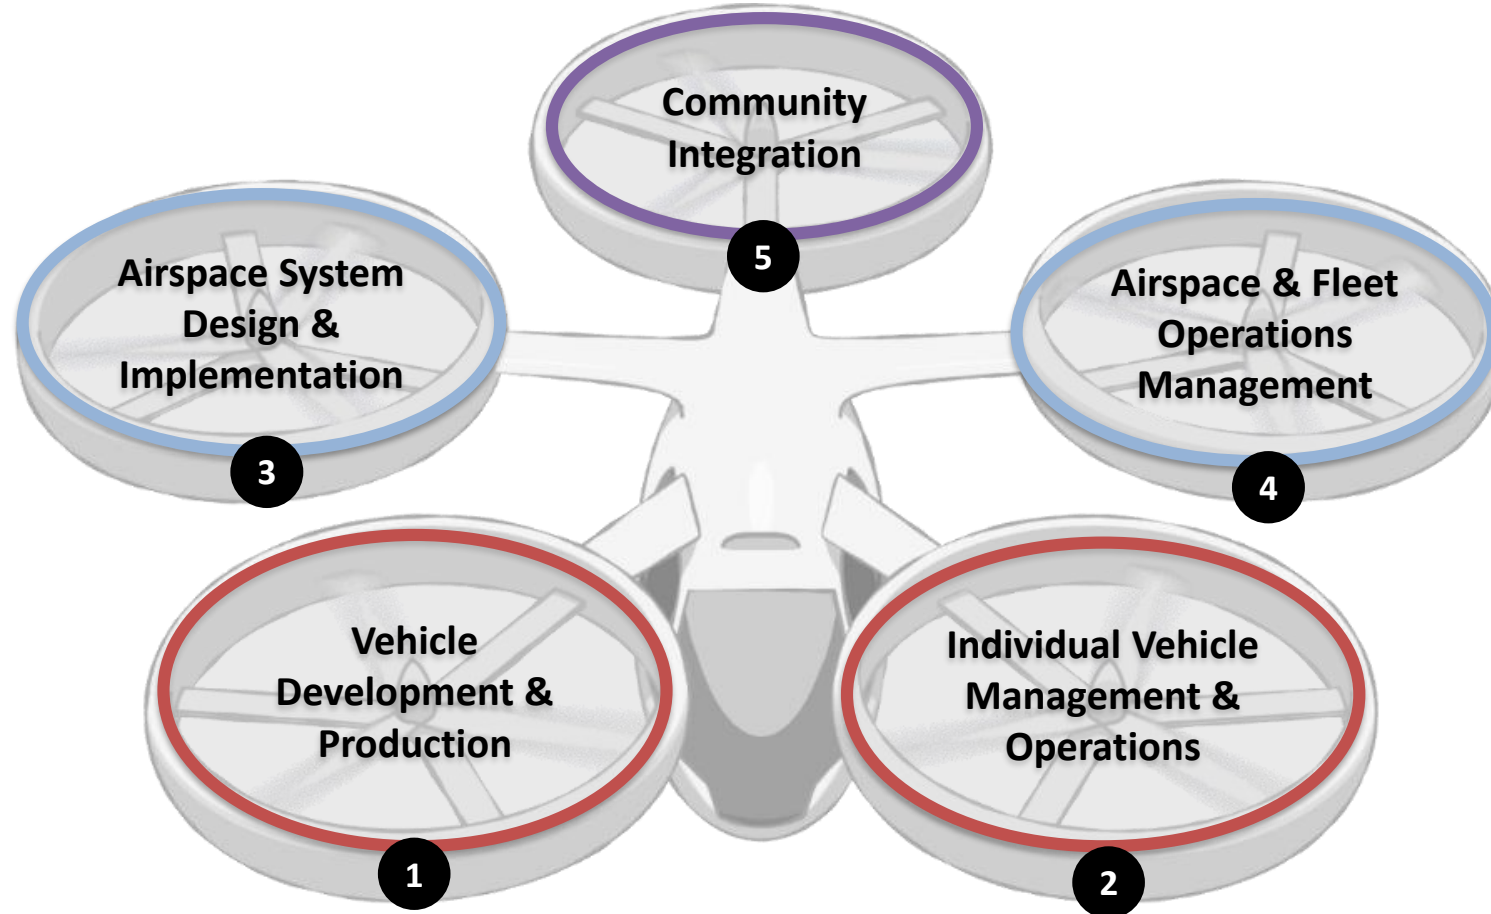 Community
Integration
5
Airspace System
Design &
Implementation
3
Airspace & Fleet
Operations
Management
4
Vehicle
Development &
Production
1
Individual Vehicle
Management &
Operations
2